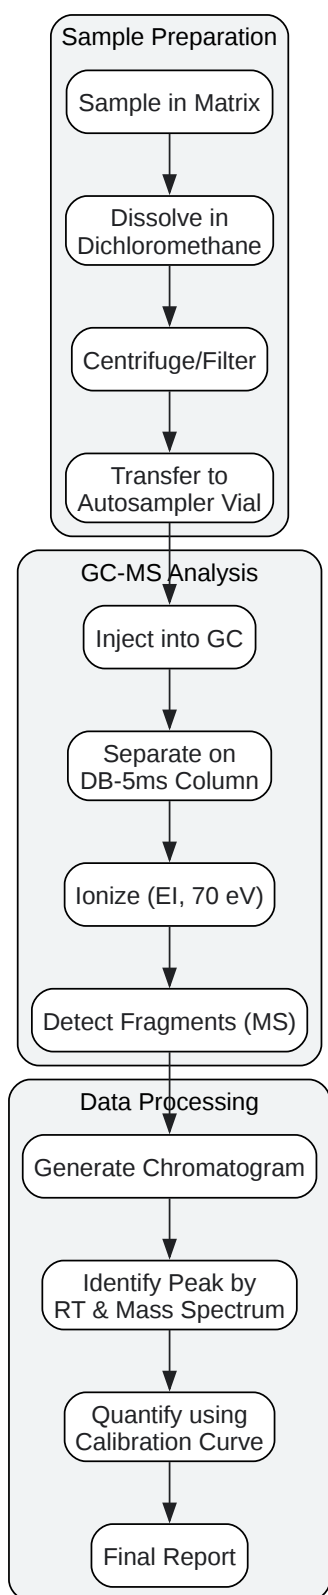 Sample Preparation
Sample in Matrix
Dissolve in
Dichloromethane
Centrifuge/Filter
Transfer to
Autosampler Vial
GC-MS Analysis
Inject into GC
Separate on
DB-5ms Column
Ionize (EI, 70 eV)
Detect Fragments (MS)
Data Processing
Generate Chromatogram
Identify Peak by
RT & Mass Spectrum
Quantify using
Calibration Curve
Final Report